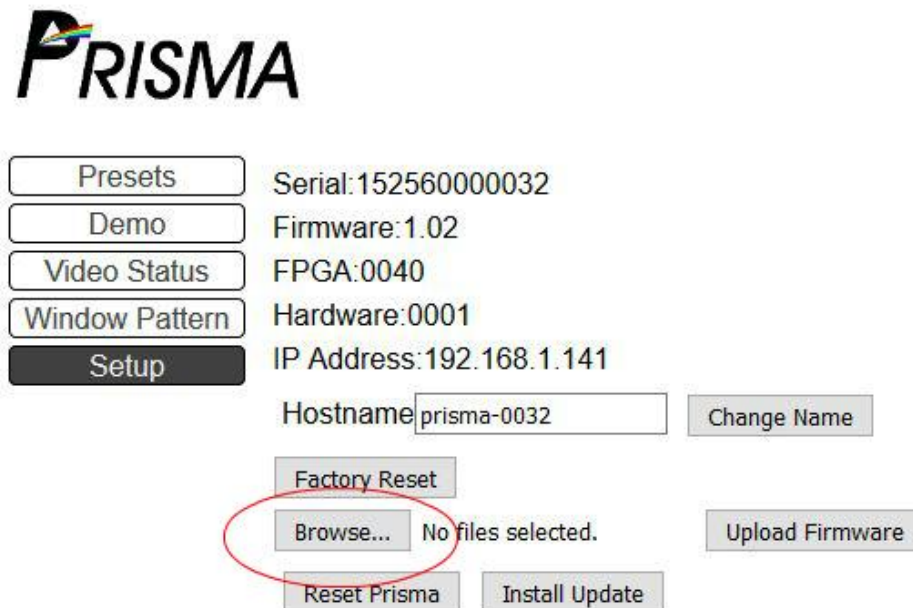 PRISMA
Presets
Demo
Video Status
Window Pattern
Setup
Serial:152560000032
Firmware:1.02
FPGA:0040
Hardware:0001
IP Address:192.168.1.141
Hostname prisma-0032 Change Name
Factory Reset
Browse... No files selected. Upload Firmware
Reset Prisma Install Update